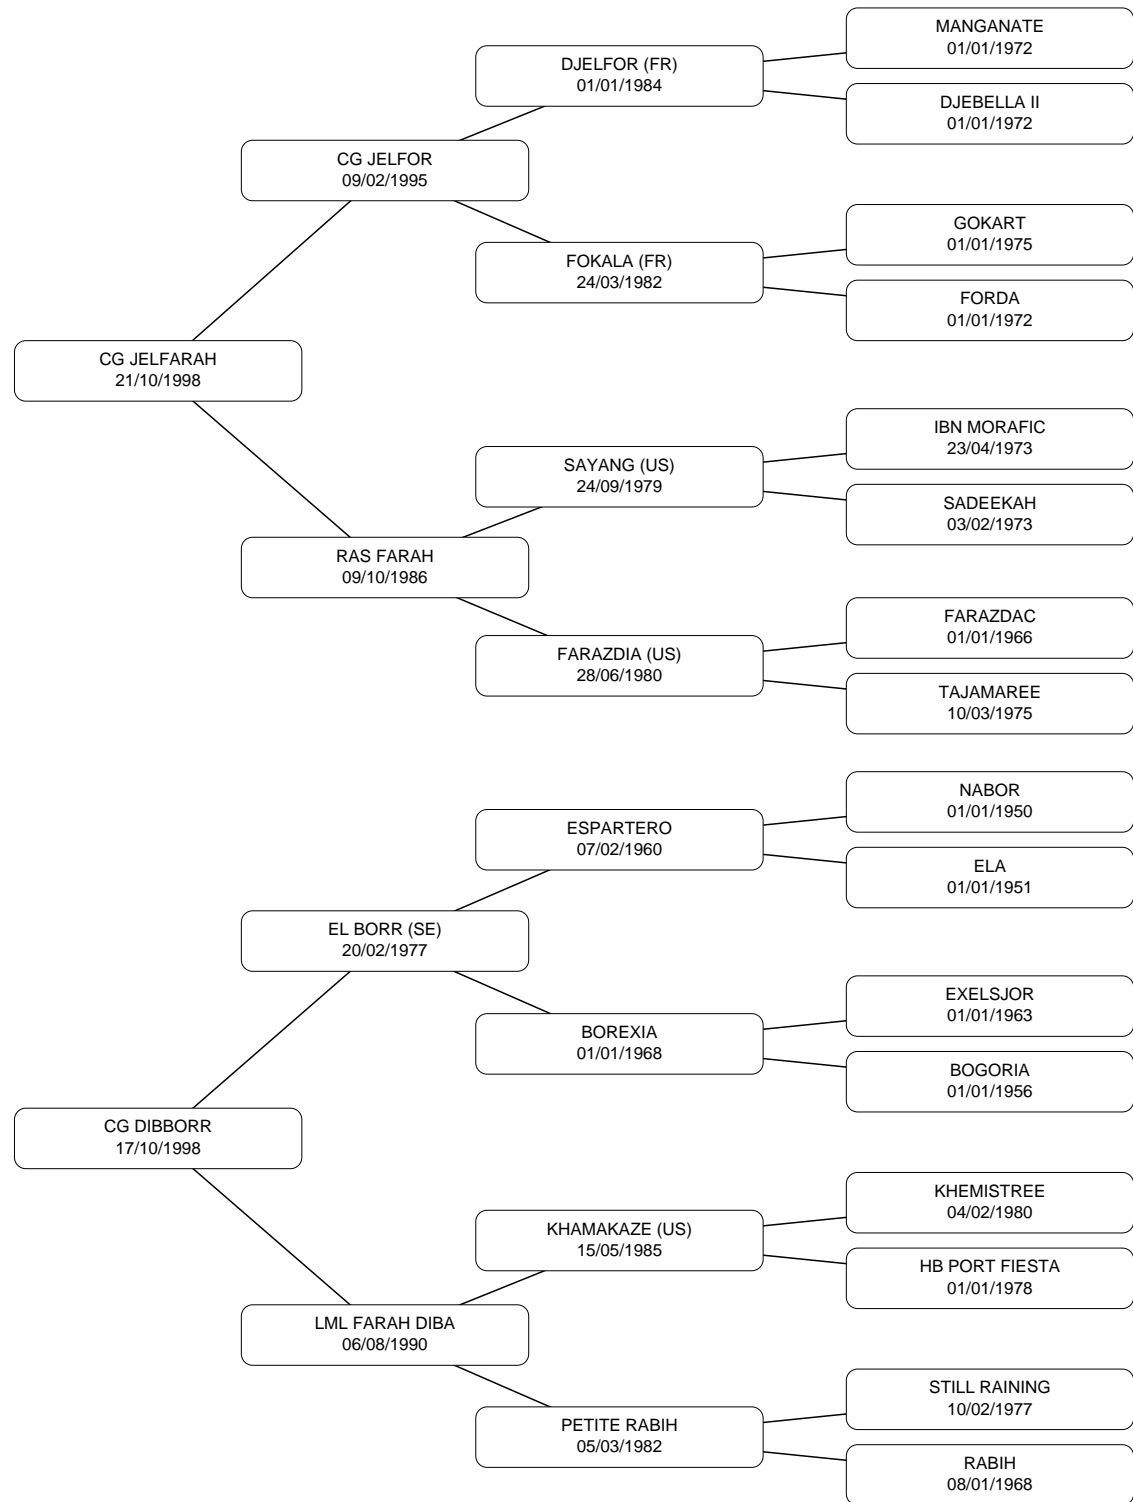 MANGANATE
01/01/1972
DJELFOR (FR)
01/01/1984
DJEBELLA II
01/01/1972
CG JELFOR
09/02/1995
GOKART
01/01/1975
FOKALA (FR)
24/03/1982
FORDA
01/01/1972
CG JELFARAH
21/10/1998
IBN MORAFIC
23/04/1973
SAYANG (US)
24/09/1979
SADEEKAH
03/02/1973
RAS FARAH
09/10/1986
FARAZDAC
01/01/1966
FARAZDIA (US)
28/06/1980
TAJAMAREE
10/03/1975
NABOR
01/01/1950
ESPARTERO
07/02/1960
ELA
01/01/1951
EL BORR (SE)
20/02/1977
EXELSJOR
01/01/1963
BOREXIA
01/01/1968
BOGORIA
01/01/1956
CG DIBBORR
17/10/1998
KHEMISTREE
04/02/1980
KHAMAKAZE (US)
15/05/1985
HB PORT FIESTA
01/01/1978
LML FARAH DIBA
06/08/1990
STILL RAINING
10/02/1977
PETITE RABIH
05/03/1982
RABIH
08/01/1968